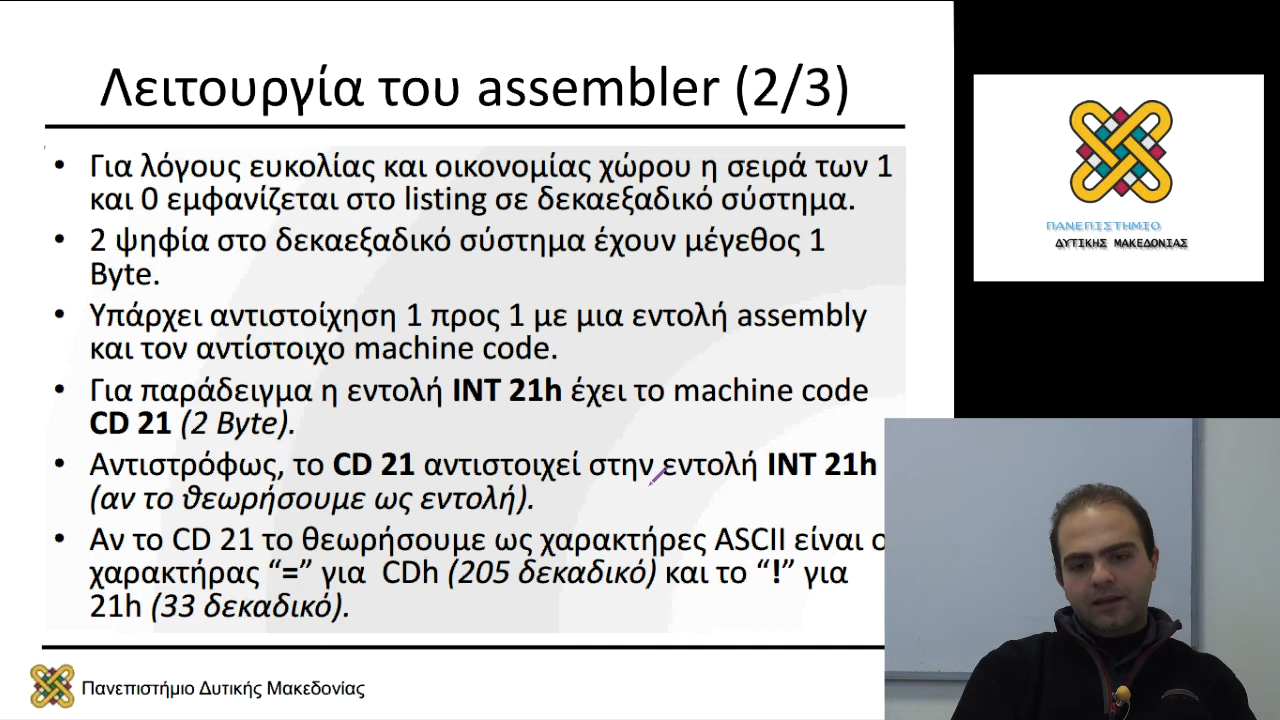 Λειτουργία του assembler (2/3)
• Για λόγους ευκολίας και οικονομίας χώρου η σειρά των 1
και 0 εμφανίζεται στο listing σε δεκαεξαδικό σύστημα.
• 2 ψηφία στο δεκαεξαδικό σύστημα έχουν μέγεθος 1
Byte.
• Υπάρχει αντιστοίχηση 1 προς 1 με μια εντολή assembly
και τον αντίστοιχο machine code.
• Για παράδειγμα η εντολή INT 21h έχει το machine code
CD 21 (2 Byte).
• Αντιστρόφως, το CD 21 αντιστοιχεί στην εντολή INT 21h
(αν το θεωρήσουμε ως εντολή).
• Αν το CD 21 το θεωρήσουμε ως χαρακτήρες ASCII είναι ο
χαρακτήρας “=” για CDh (205 δεκαδικό) και το “!” για
21h (33 δεκαδικό).
Πανεπιστήμιο Δυτικής Μακεδονίας
ΠΑΝΕΠΙΣΤΗΜΙΟ
ΔΥΤΙΚΗΣ ΜΑΚΕΔΟΝΙΑΣ